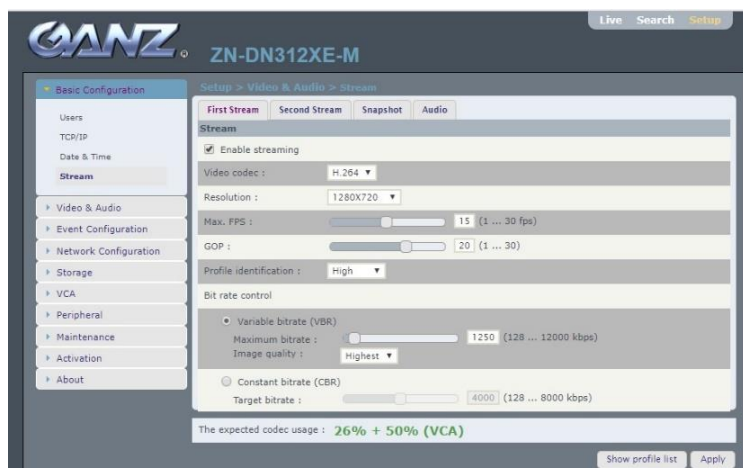 Live Search Setup
GANZ®
ZN-DN312XE-M
Basic Configuration
Users
TCP/IP
Date & Time
Stream
Video & Audio
Event Configuration
Network Configuration
Storage
VCA
Peripheral
Maintenance
Activation
About
Setup > Video & Audio > Stream
First Stream Second Stream Snapshot Audio
Stream
Enable streaming
Video codec : H.264
Resolution : 1280X720
Max. FPS : 15 (1 ... 30 fps)
GOP : 20 (1 ... 30)
Profile identification : High
Bit rate control
Variable bitrate (VBR)
Maximum bitrate : 1250 (128 ... 12000 kbps)
Image quality : Highest
Constant bitrate (CBR)
Target bitrate : 4000 (128 ... 8000 kbps)
The expected codec usage : 26% + 50% (VCA)
Show profile list Apply